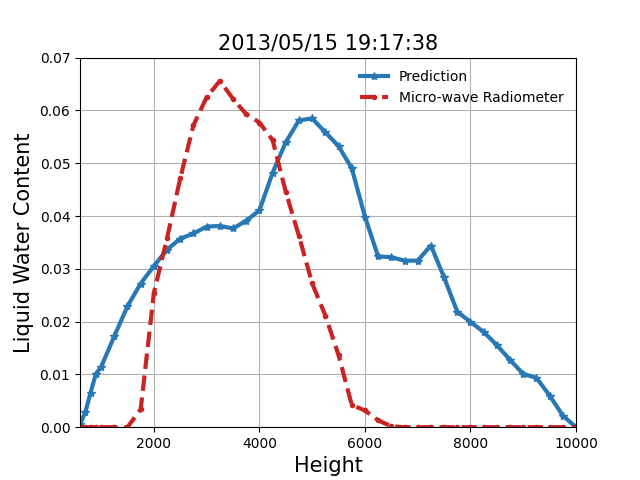 2013/05/15 19:17:38
Prediction
Micro-wave Radiometer
Liquid Water Content
0.07
0.06
0.05
0.04
0.03
0.02
0.01
0.00
2000 4000 6000 8000 10000
Height